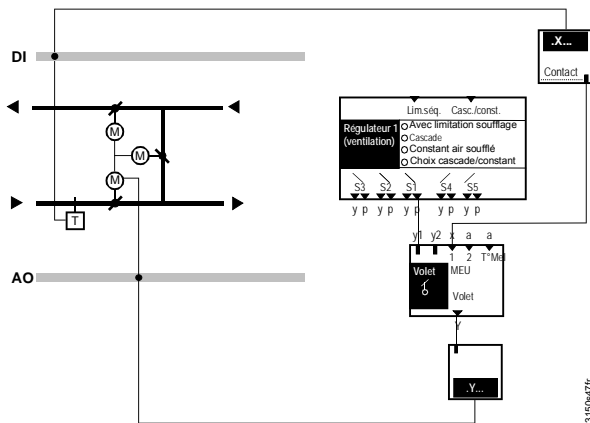 DI
.X...
Contact
Lim.séq. Casc./const.
Régulateur 1
(ventilation)
Avec limitation soufflage
Cascade
Constant air soufflé
Choix cascade/constant
S3 S2 S1 S4 S5
y p y p y p y p y p
M
M
M
T
y1 y2 x a a
1 2 T°Mel
Volet MEU
Volet
Y
AO
.Y...
3150s47fr